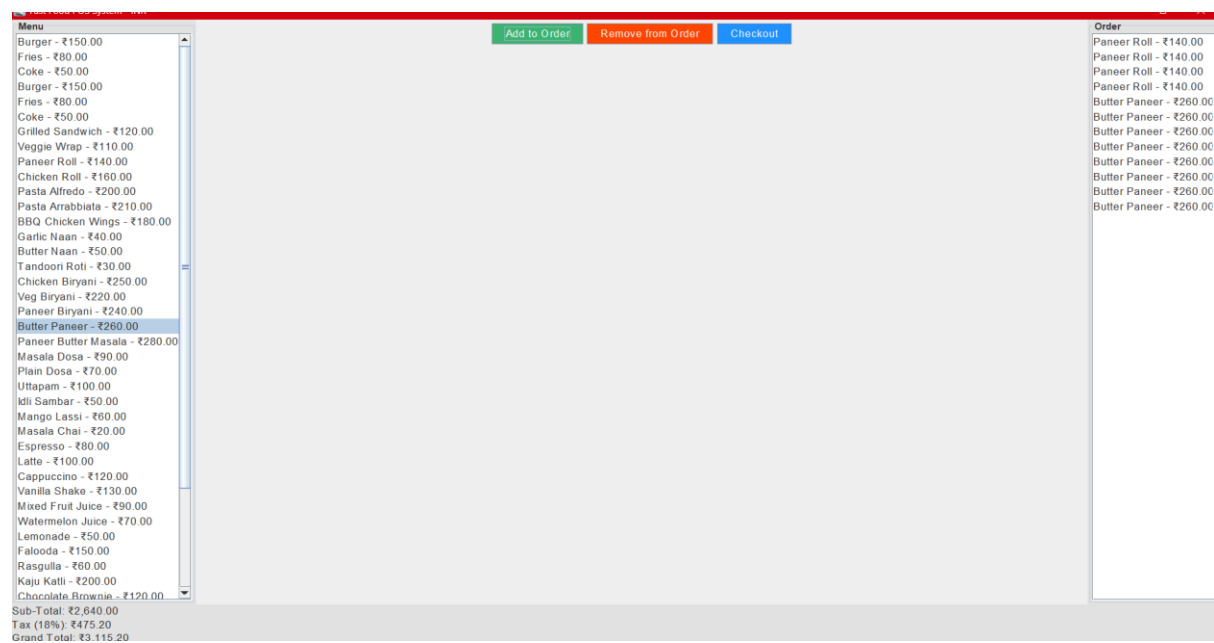 Menu
Burger - ₹150.00
Fries - ₹80.00
Coke - ₹50.00
Burger - ₹150.00
Fries - ₹80.00
Coke - ₹50.00
Grilled Sandwich - ₹120.00
Veggie Wrap - ₹110.00
Paneer Roll - ₹140.00
Chicken Roll - ₹160.00
Pasta Alfredo - ₹200.00
Pasta Arrabbiata - ₹210.00
BBQ Chicken Wings - ₹180.00
Garlic Naan - ₹40.00
Butter Naan - ₹50.00
Tandoori Roti - ₹30.00
Chicken Biryani - ₹250.00
Veg Biryani - ₹220.00
Paneer Biryani - ₹240.00
Butter Paneer - ₹260.00
Paneer Butter Masala - ₹280.00
Masala Dosa - ₹90.00
Plain Dosa - ₹70.00
Uttapam - ₹100.00
Idli Sambar - ₹50.00
Mango Lassi - ₹60.00
Masala Chai - ₹20.00
Espresso - ₹80.00
Latte - ₹100.00
Cappuccino - ₹120.00
Vanilla Shake - ₹130.00
Mixed Fruit Juice - ₹90.00
Watermelon Juice - ₹70.00
Lemonade - ₹50.00
Falooda - ₹150.00
Rasgulla - ₹60.00
Kaju Katli - ₹200.00
Chocolate Brownie - ₹120.00
Add to Order
Remove from Order
Checkout
Order
Paneer Roll - ₹140.00
Paneer Roll - ₹140.00
Paneer Roll - ₹140.00
Paneer Roll - ₹140.00
Butter Paneer - ₹260.00
Butter Paneer - ₹260.00
Butter Paneer - ₹260.00
Butter Paneer - ₹260.00
Butter Paneer - ₹260.00
Butter Paneer - ₹260.00
Butter Paneer - ₹260.00
Butter Paneer - ₹260.00
Sub-Total: ₹2,640.00
Tax (18%): ₹475.20
Grand Total: ₹3,115.20